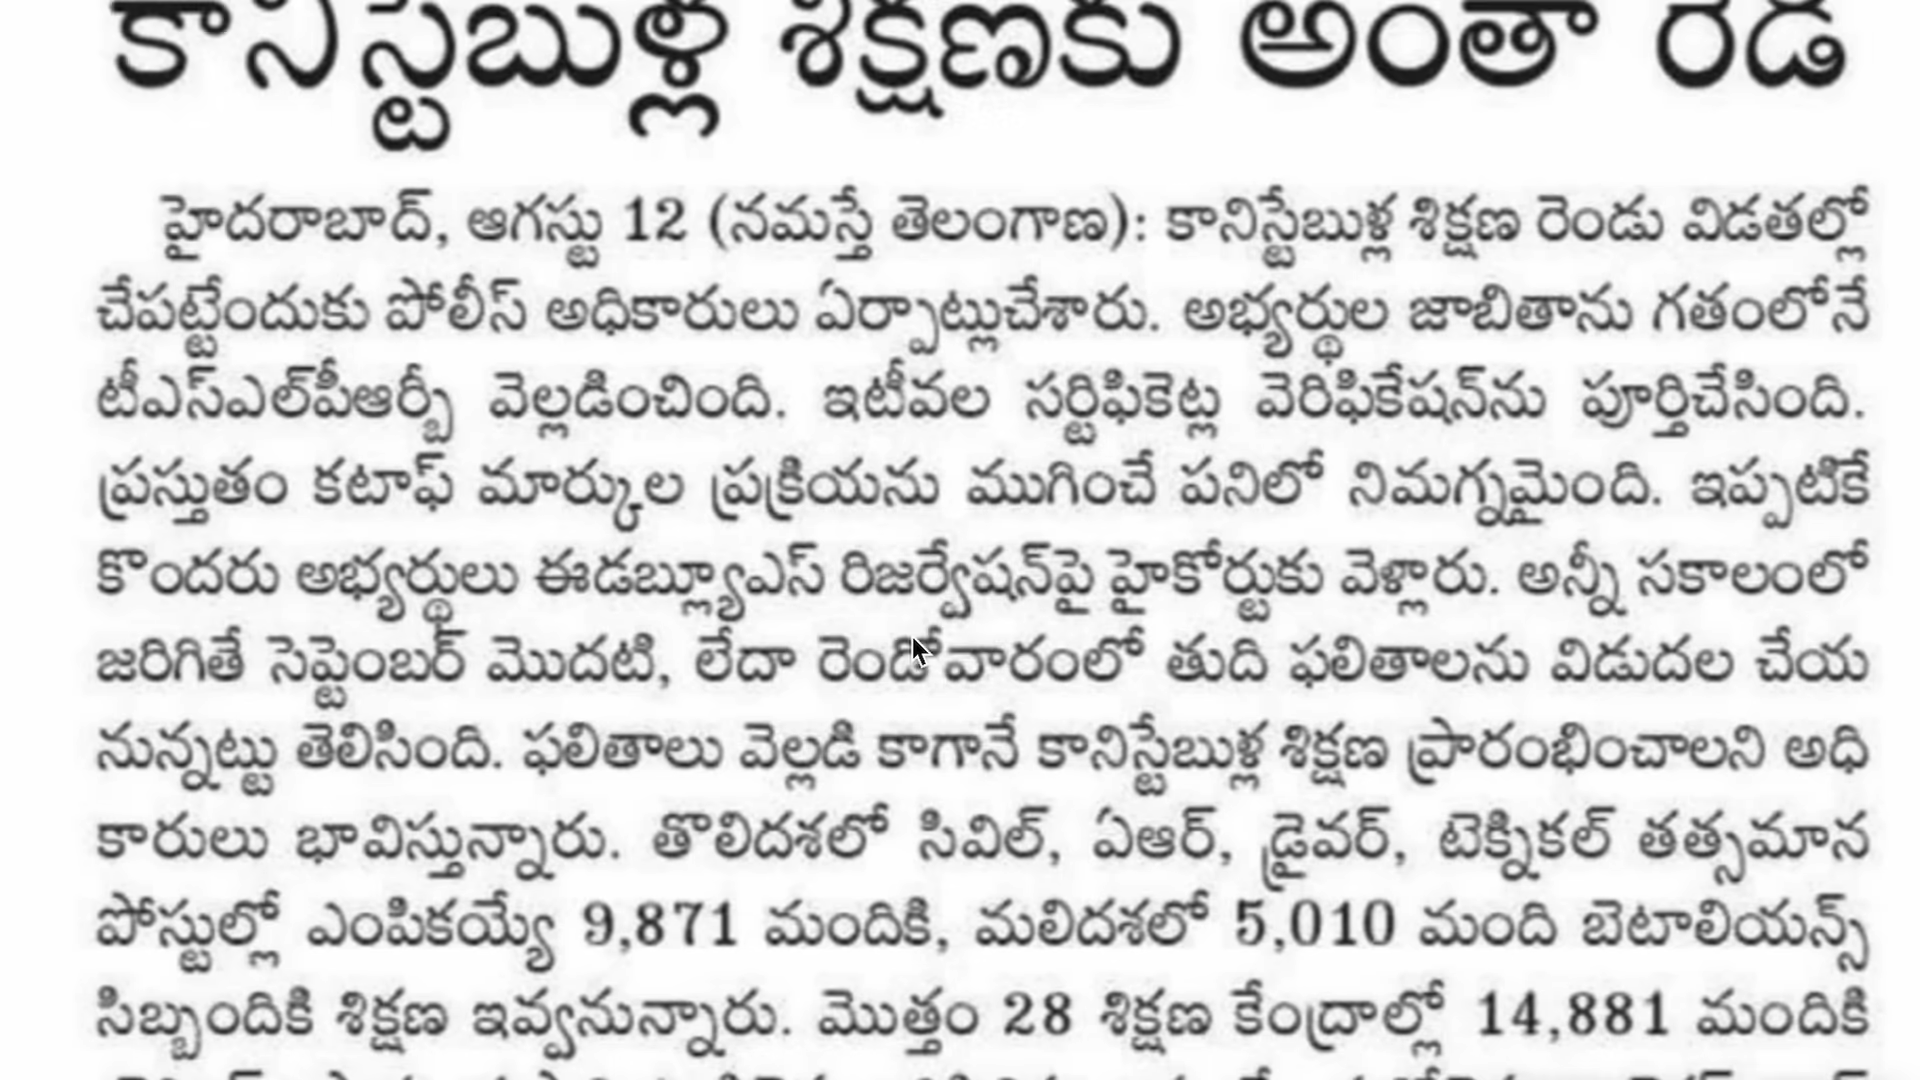 కానిస్టేబుళ్ల శిక్షణకు అంతా రెడీ
హైదరాబాద్, ఆగస్టు 12 (నమస్తే తెలంగాణ): కానిస్టేబుళ్ల శిక్షణ రెండు విడతల్లో
చేపట్టేందుకు పోలీస్ అధికారులు ఏర్పాట్లుచేశారు. అభ్యర్థుల జాబితాను గతంలోనే
టీఎస్ఎల్‌పీఆర్బీ వెల్లడించింది. ఇటీవల సర్టిఫికెట్ల వెరిఫికేషన్‌ను పూర్తిచేసింది.
ప్రస్తుతం కటాఫ్ మార్కుల ప్రక్రియను ముగించే పనిలో నిమగ్నమైంది. ఇప్పటికే
కొందరు అభ్యర్థులు ఈడబ్ల్యూఎస్ రిజర్వేషన్‌పై హైకోర్టుకు వెళ్లారు. అన్నీ సకాలంలో
జరిగితే సెప్టెంబర్ మొదటి, లేదా రెండోవారంలో తుది ఫలితాలను విడుదల చేయ
నున్నట్టు తెలిసింది. ఫలితాలు వెల్లడి కాగానే కానిస్టేబుళ్ల శిక్షణ ప్రారంభించాలని అధి
కారులు భావిస్తున్నారు. తొలిదశలో సివిల్, ఏఆర్, డ్రైవర్, టెక్నికల్ తత్సమాన
పోస్టుల్లో ఎంపికయ్యే 9,871 మందికి, మలిదశలో 5,010 మంది బెటాలియన్స్
సిబ్బందికి శిక్షణ ఇవ్వనున్నారు. మొత్తం 28 శిక్షణ కేంద్రాల్లో 14,881 మందికి